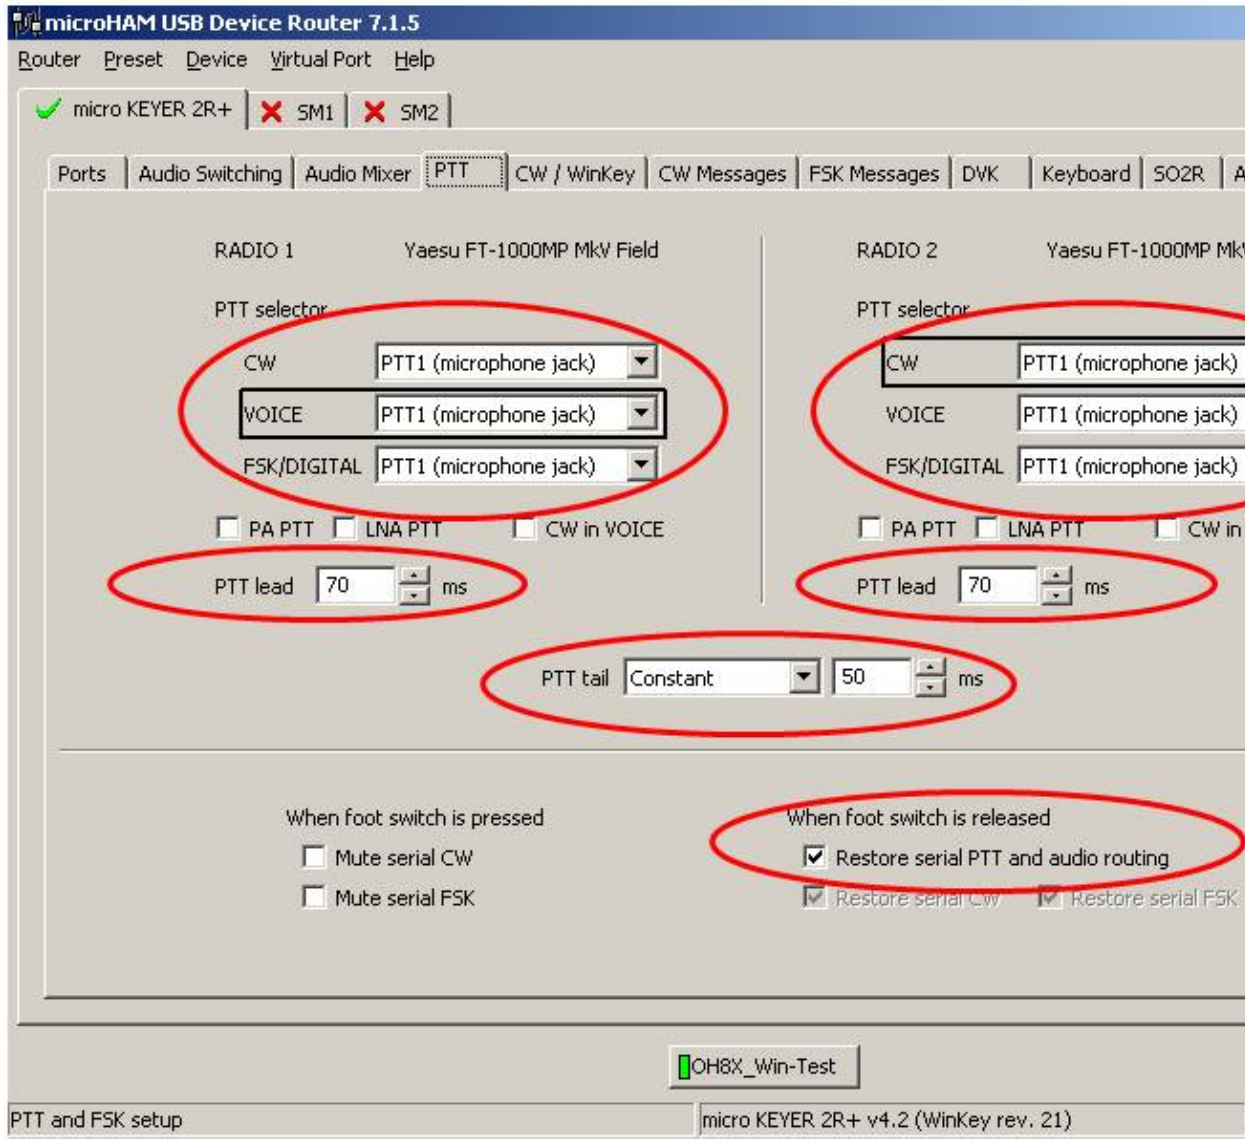 microHAM USB Device Router 7.1.5
Router Preset Device Virtual Port Help
micro KEYER 2R+ SM1 SM2
Ports Audio Switching Audio Mixer PTT CW / WinKey CW Messages FSK Messages DVK Keyboard SO2R A
RADIO 1 Yaesu FT-1000MP MkV Field RADIO 2 Yaesu FT-1000MP MkV
PTT selector PTT selector
CW PTT1 (microphone jack) CW PTT1 (microphone jack)
VOICE PTT1 (microphone jack) VOICE PTT1 (microphone jack)
FSK/DIGITAL PTT1 (microphone jack) FSK/DIGITAL PTT1 (microphone jack)
PA PTT LNA PTT CW in VOICE PA PTT LNA PTT CW in
PTT lead 70 ms PTT lead 70 ms
PTT tail Constant 50 ms
When foot switch is pressed When foot switch is released
Mute serial CW Restore serial PTT and audio routing
Mute serial FSK Restore serial CW Restore serial FSK
OH8X_Win-Test
PTT and FSK setup micro KEYER 2R+ v4.2 (WinKey rev. 21)